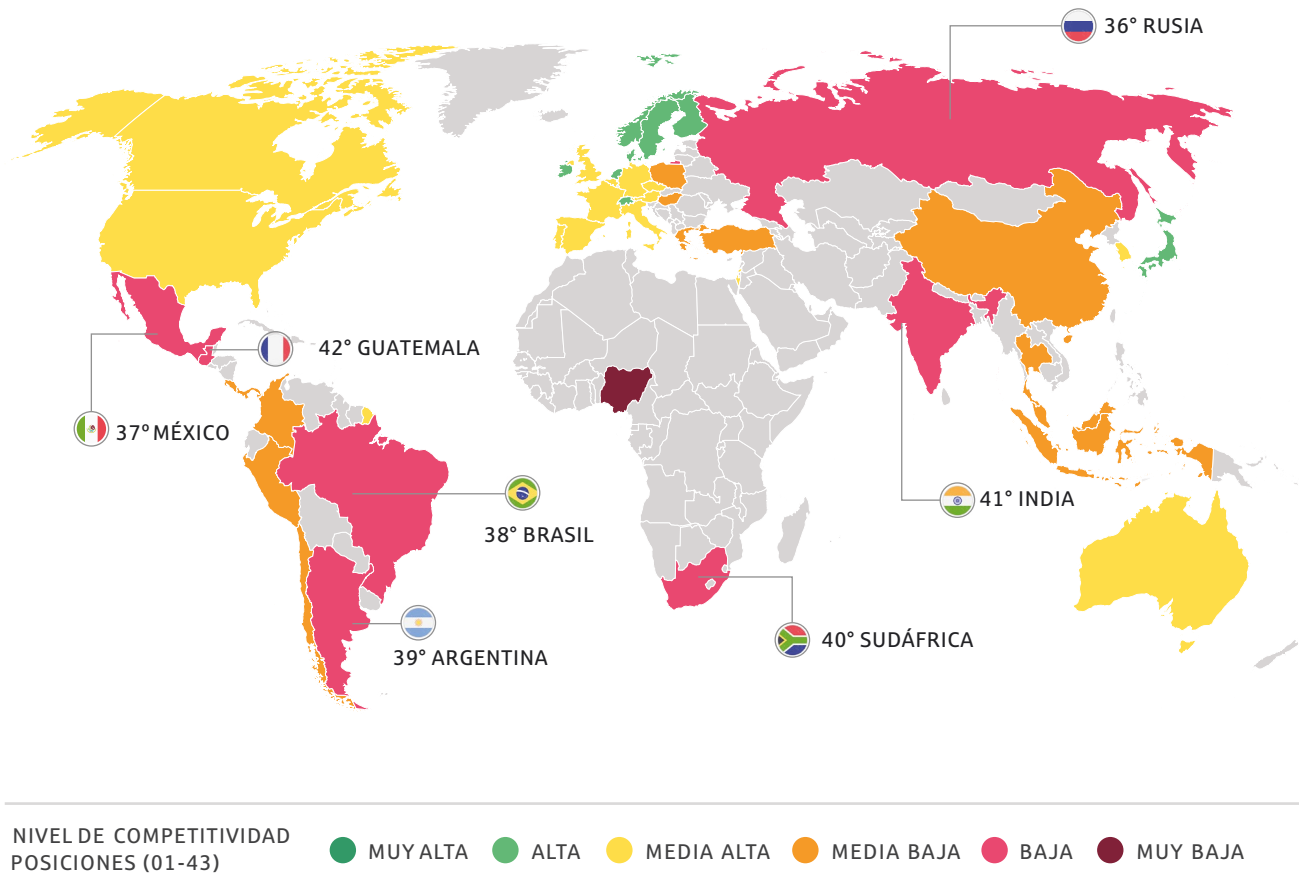 36° RUSIA
42° GUATEMALA
37° MÉXICO
41° INDIA
38° BRASIL
40° SUDÁFRICA
39° ARGENTINA
NIVEL DE COMPETITIVIDAD
POSICIONES (01-43)
MUY ALTA
ALTA
MEDIA ALTA
MEDIA BAJA
BAJA
MUY BAJA